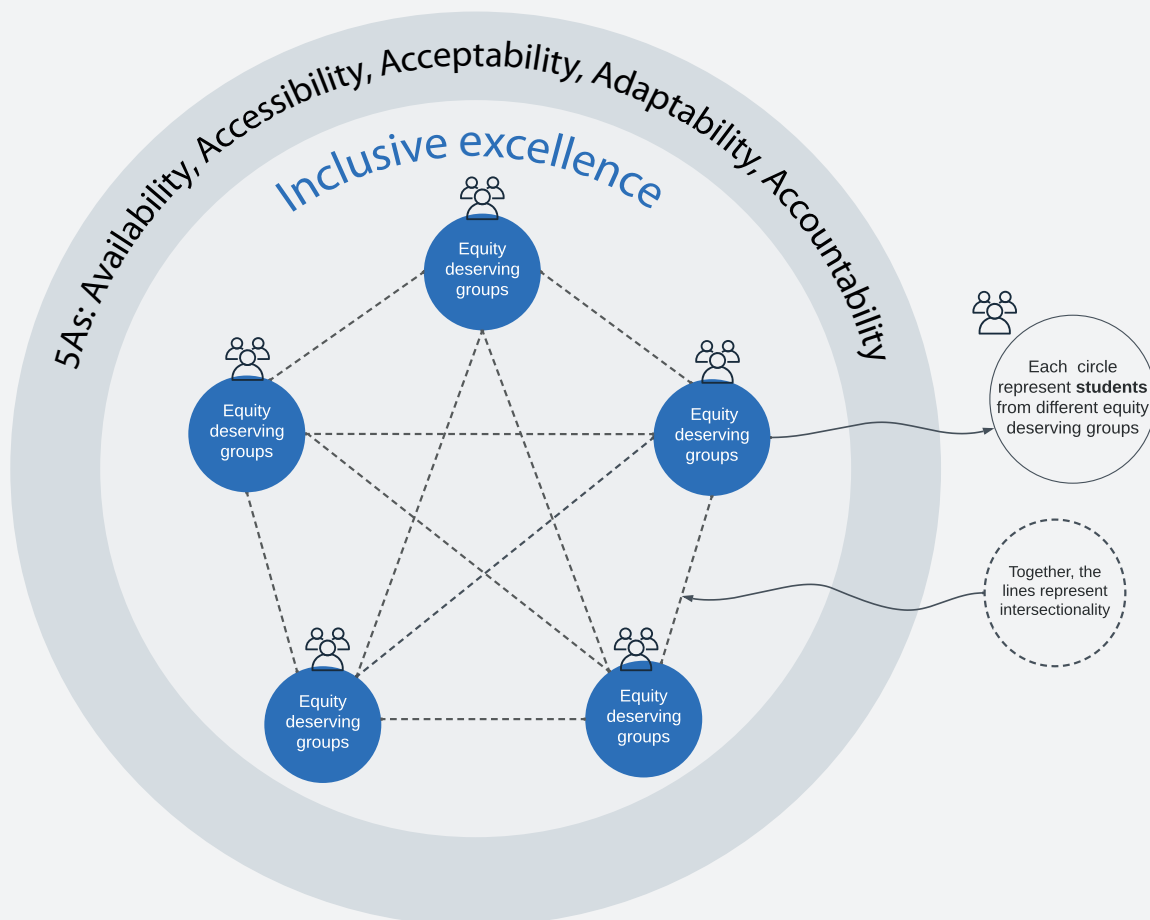 5As: Availability, Accessibility, Acceptability, Adaptability, Accountability
Inclusive excellence
Equity
deserving
groups
Equity
deserving
groups
Equity
deserving
groups
Equity
deserving
groups
Equity
deserving
groups
Each circle
represent students
from different equity
deserving groups
Together, the
lines represent
intersectionality